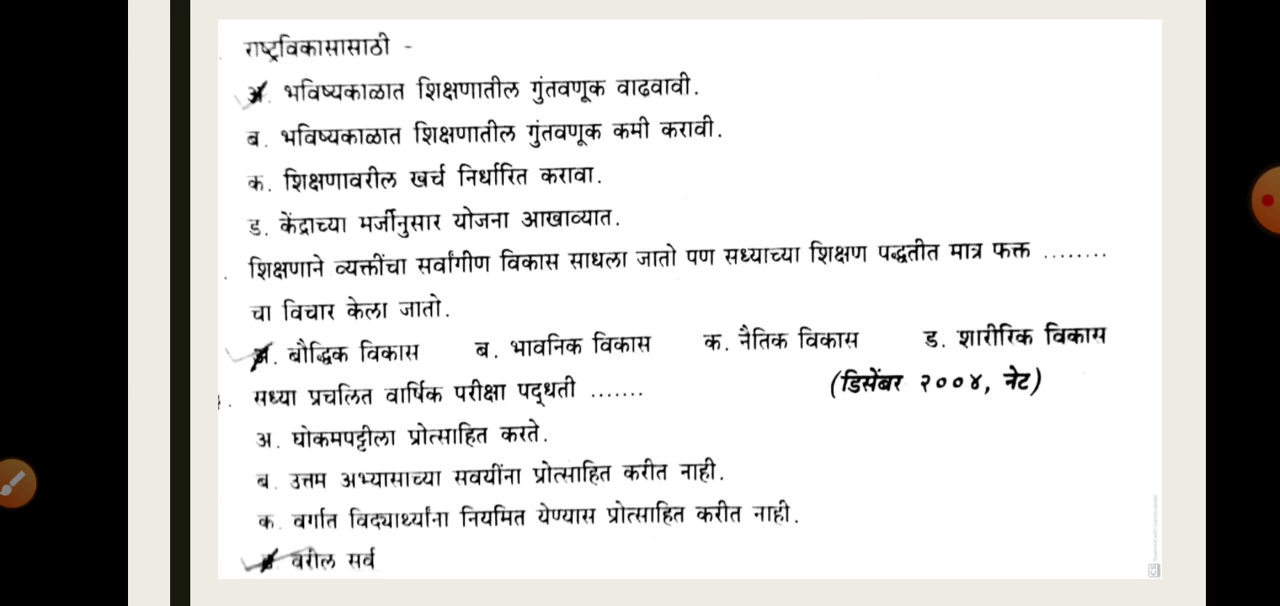 राष्ट्रविकासासाठी -
अ. भविष्यकाळात शिक्षणातील गुंतवणूक वाढवावी.
ब. भविष्यकाळात शिक्षणातील गुंतवणूक कमी करावी.
क. शिक्षणावरील खर्च निर्धारित करावा.
ड. केंद्राच्या मर्जीनुसार योजना आखाव्यात.
शिक्षणाने व्यक्तींचा सर्वांगीण विकास साधला जातो पण सध्याच्या शिक्षण पद्धतीत मात्र फक्त ........
चा विचार केला जातो.
अ. बौद्धिक विकास ब. भावनिक विकास क. नैतिक विकास ड. शारीरिक विकास
सध्या प्रचलित वार्षिक परीक्षा पद्धती ....... (डिसेंबर २००४, नेट)
अ. घोकमपट्टीला प्रोत्साहित करते.
ब. उत्तम अभ्यासाच्या सवयींना प्रोत्साहित करीत नाही.
क. वर्गात विद्यार्थ्यांना नियमित येण्यास प्रोत्साहित करीत नाही.
ड वरील सर्व